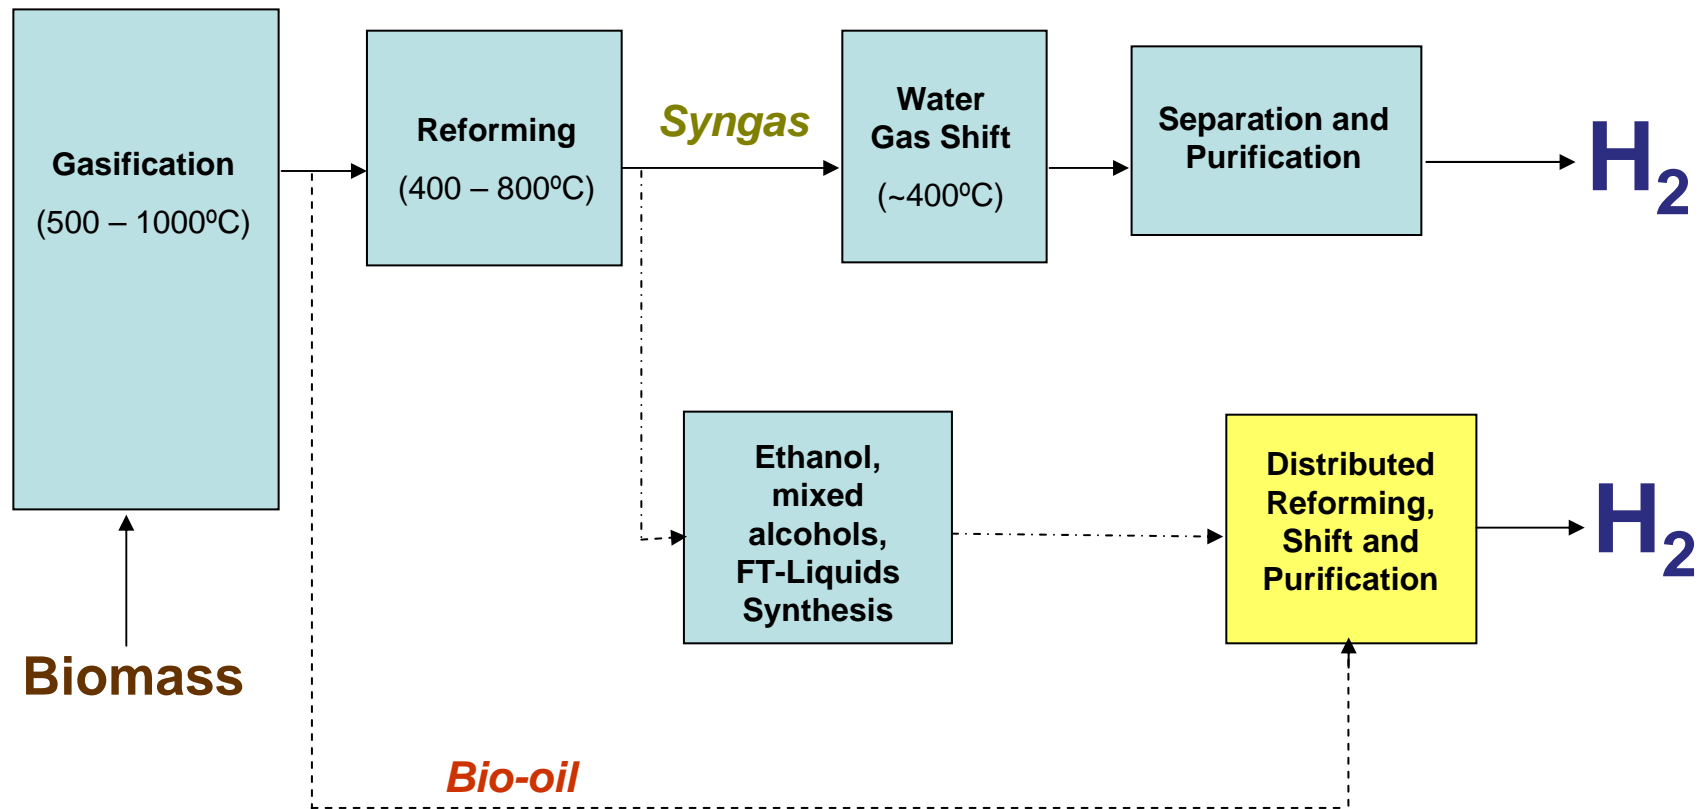 Gasification
(500 – 1000ºC)
Reforming
(400 – 800ºC)
Syngas
Water
Gas Shift
(~400ºC)
Separation and
Purification
H2
Ethanol,
mixed
alcohols,
FT-Liquids
Synthesis
Distributed
Reforming,
Shift and
Purification
H2
Biomass
Bio-oil